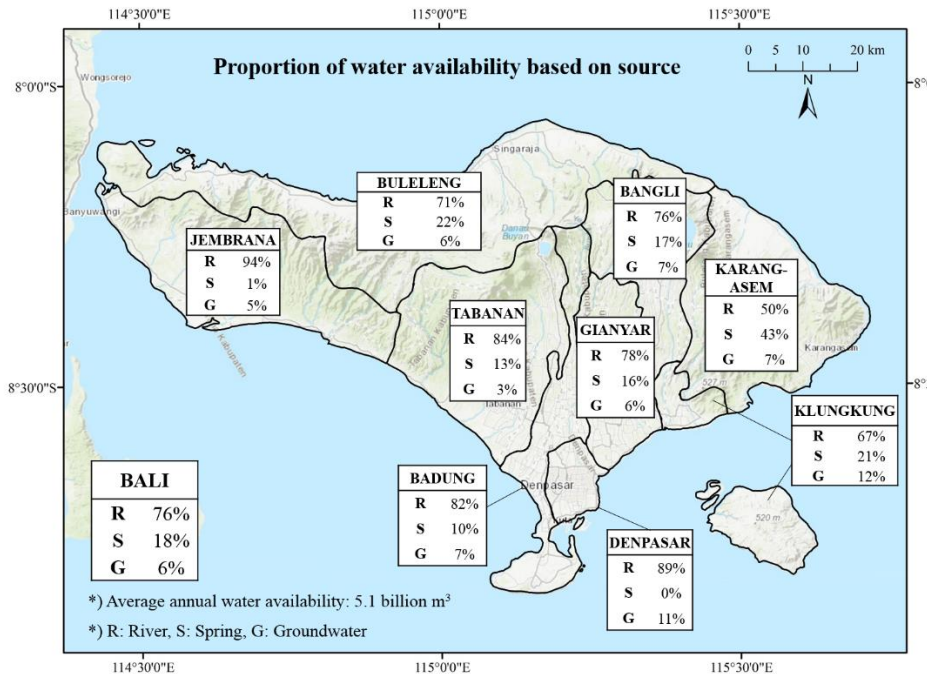 114°30'0"E 115°0'0"E 115°30'0"E
Proportion of water availability based on source
0 5 10 20 km
N
8°0'0"S
Wongsorejo
Singaraja
Banyuwangi
BULELENG
R 71%
S 22%
G 6%
Danau Buyan
BANGLI
R 76%
S 17%
G 7%
JEMBRANA
R 94%
S 1%
G 5%
KARANG-
ASEM
R 50%
S 43%
G 7%
Karangasem
TABANAN
R 84%
S 13%
G 3%
Tabanan
GIANYAR
R 78%
S 16%
G 6%
Kabupaten
8°30'0"S
527 m
KLUNGKUNG
R 67%
S 21%
G 12%
520 m
BADUNG
R 82%
S 10%
G 7%
Denpasar
Kuta
DENPASAR
R 89%
S 0%
G 11%
BALI
R 76%
S 18%
G 6%
*) Average annual water availability: 5.1 billion m³
*) R: River, S: Spring, G: Groundwater
114°30'0"E 115°0'0"E 115°30'0"E